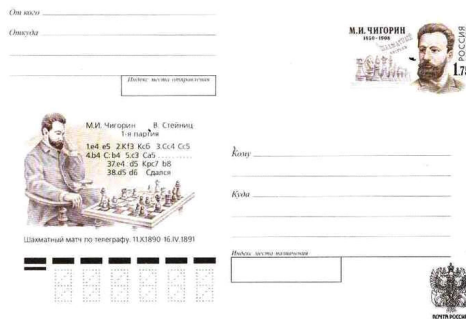 От кого
Откуда
Индекс места отправления
М.И. ЧИГОРИН
1850-1908
РОССИЯ
1.75
М.И. Чигорин В. Стейниц
1-я партия
1.e4 e5 2.Kf3 Kc6 3.Cc4 Cc5
4.b4 C:b4 5.c3 Ca5 ..........
37.e4 d5 Kpc7 b8
38.d5 d6 Сдался
Шахматный матч по телеграфу. 11.X1890-16.IV.1891
Кому
Куда
Индекс места назначения
ПОЧТА РОССИИ